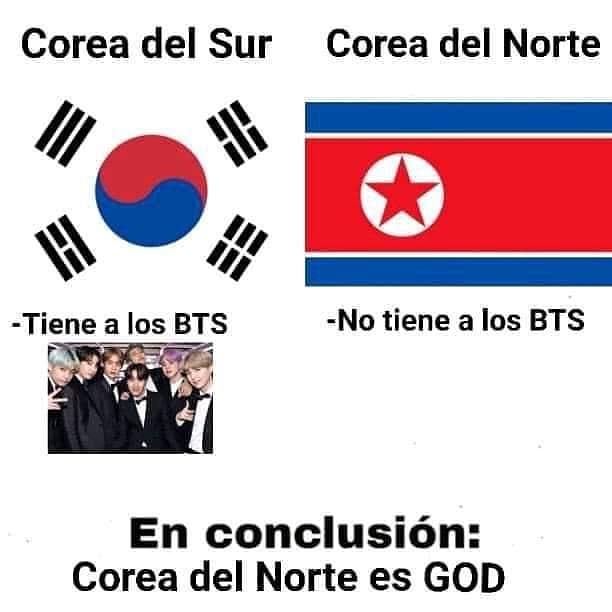 Corea del Sur
Corea del Norte
-Tiene a los BTS
-No tiene a los BTS
En conclusión:
Corea del Norte es GOD